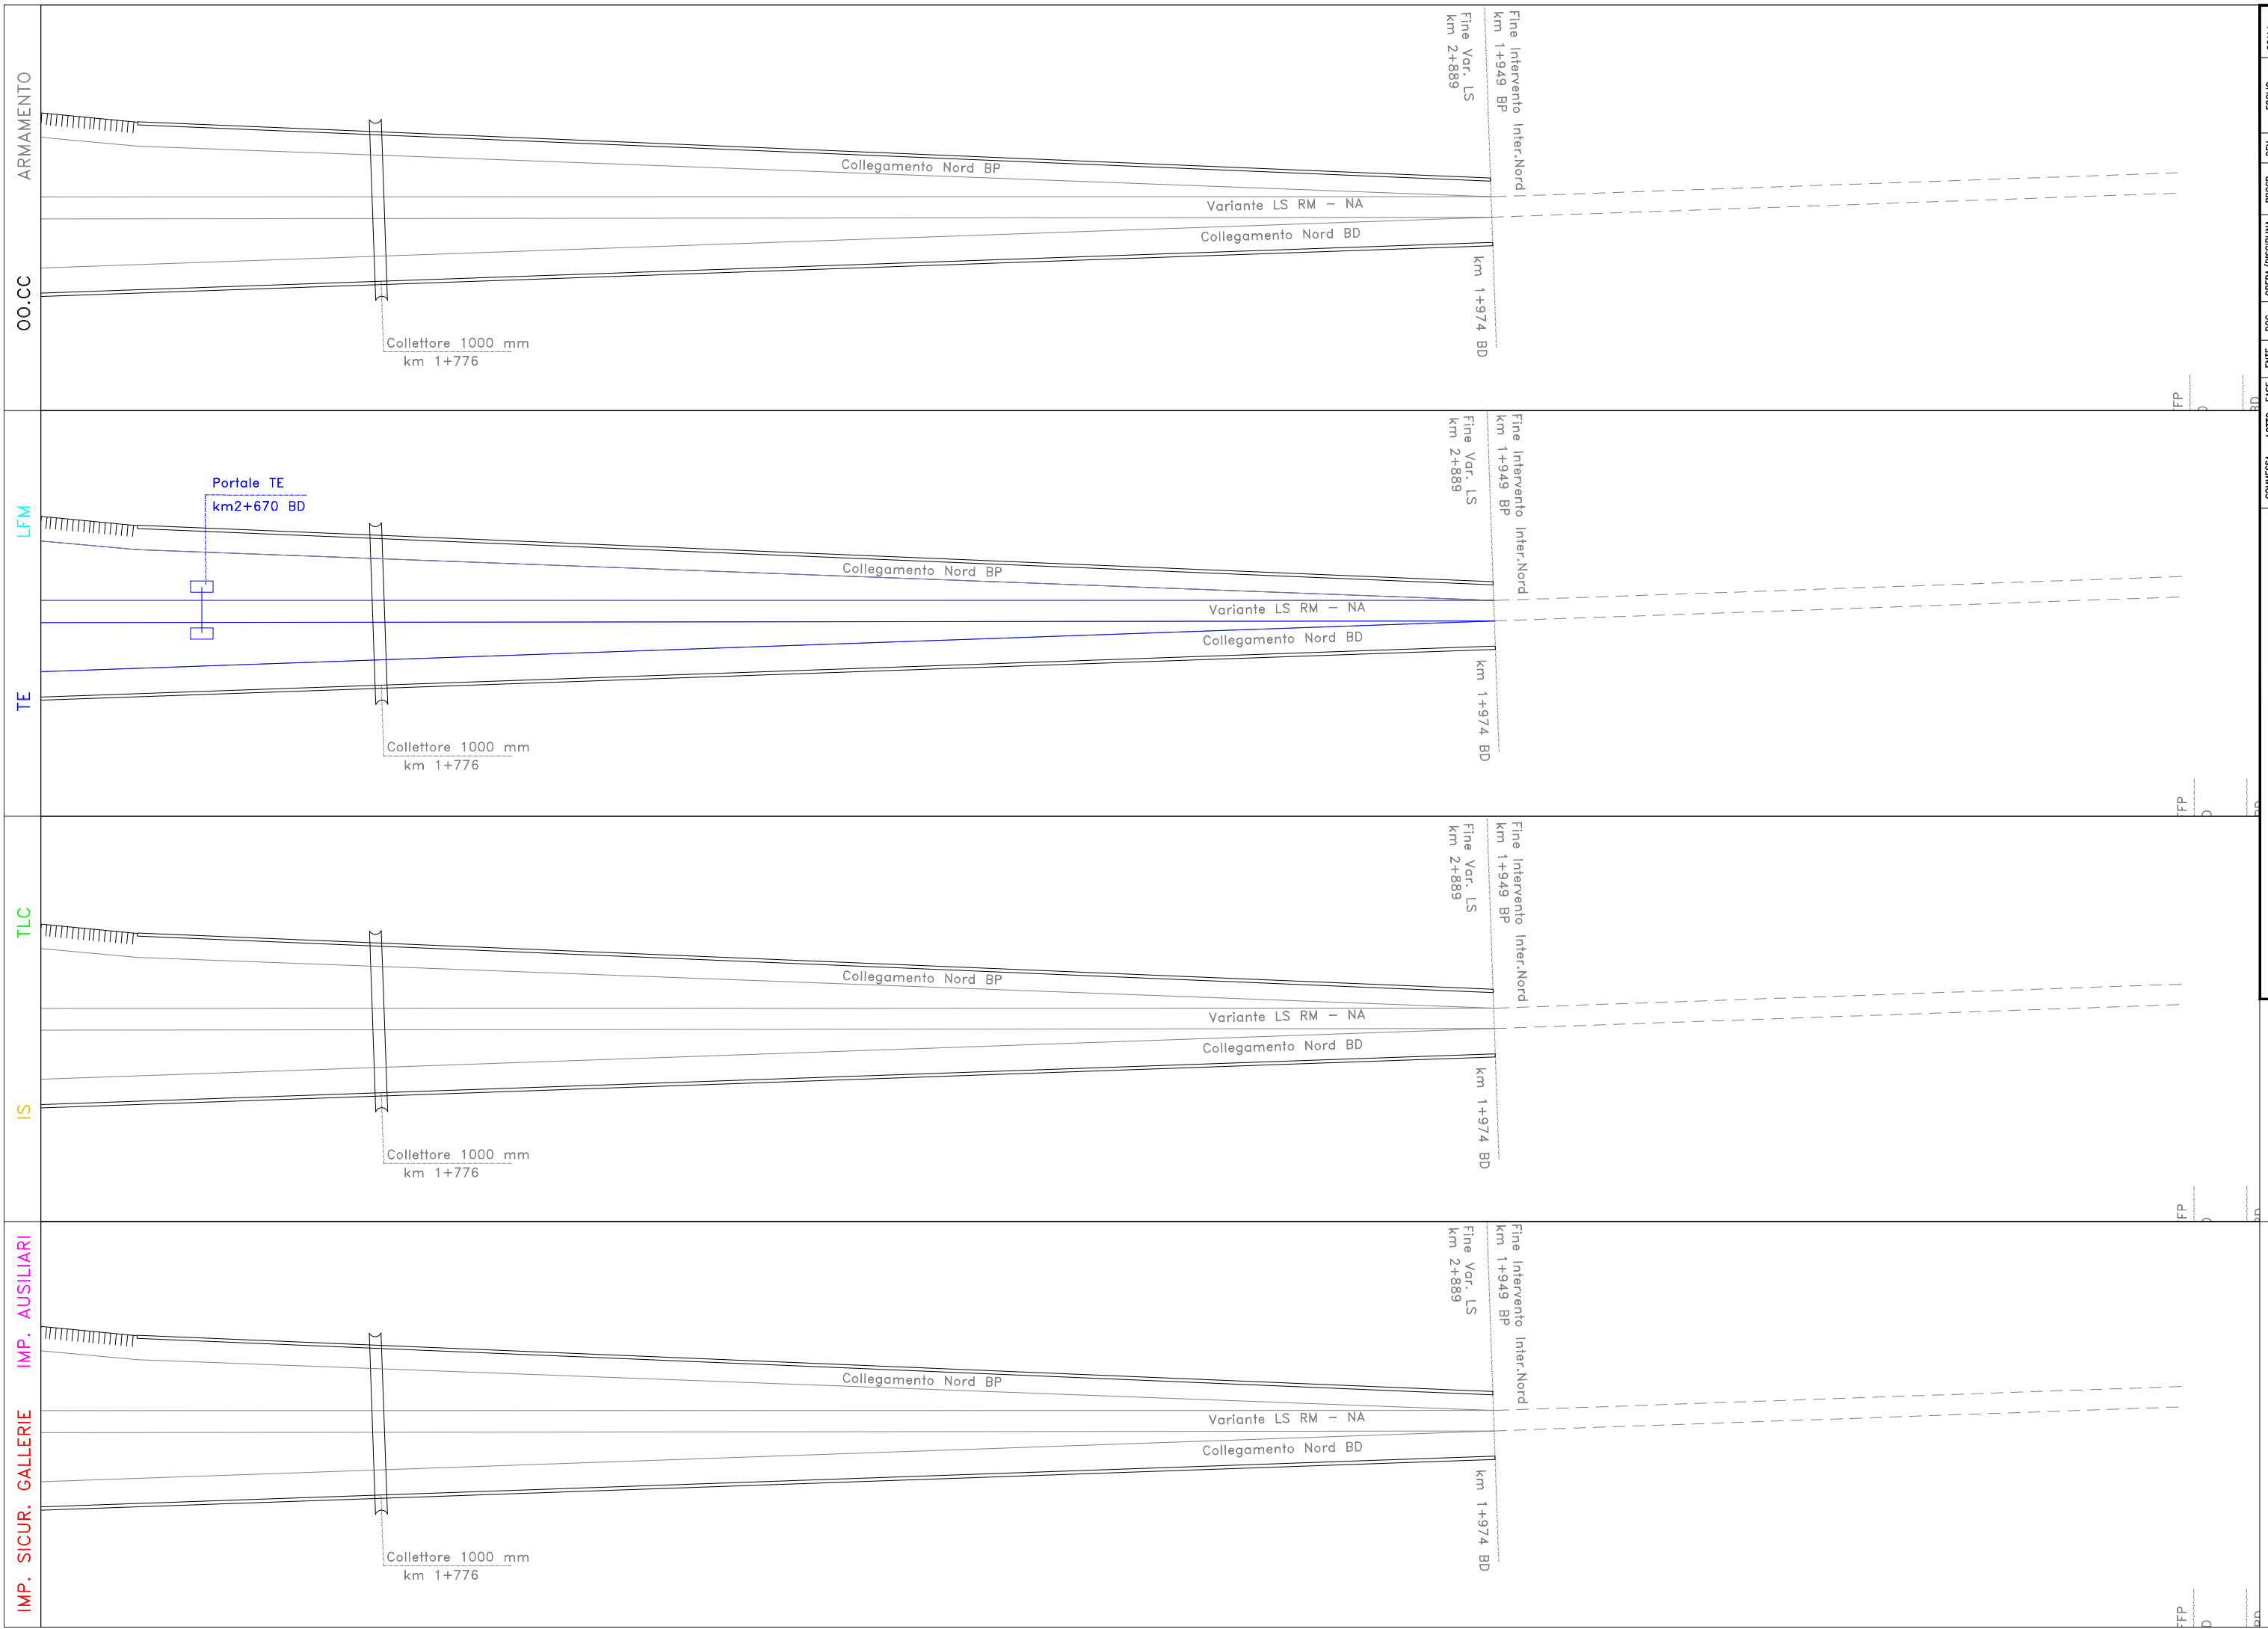 ARMAMENTO
OO.CC
Fine Var. LS
km 2+889
Fine Intervento Inter.Nord
km 1+949 BP
Collegamento Nord BP
Variante LS RM - NA
Collegamento Nord BD
km 1+974 BD
Collettore 1000 mm
km 1+776
LFM
TE
Portale TE
km2+670 BD
Fine Var. LS
km 2+889
Fine Intervento Inter.Nord
km 1+949 BP
Collegamento Nord BP
Variante LS RM - NA
Collegamento Nord BD
km 1+974 BD
Collettore 1000 mm
km 1+776
TLC
IS
Fine Var. LS
km 2+889
Fine Intervento Inter.Nord
km 1+949 BP
Collegamento Nord BP
Variante LS RM - NA
Collegamento Nord BD
km 1+974 BD
Collettore 1000 mm
km 1+776
IMP. AUSILIARI
IMP. SICUR. GALLERIE
Fine Var. LS
km 2+889
Fine Intervento Inter.Nord
km 1+949 BP
Collegamento Nord BP
Variante LS RM - NA
Collegamento Nord BD
km 1+974 BD
Collettore 1000 mm
km 1+776